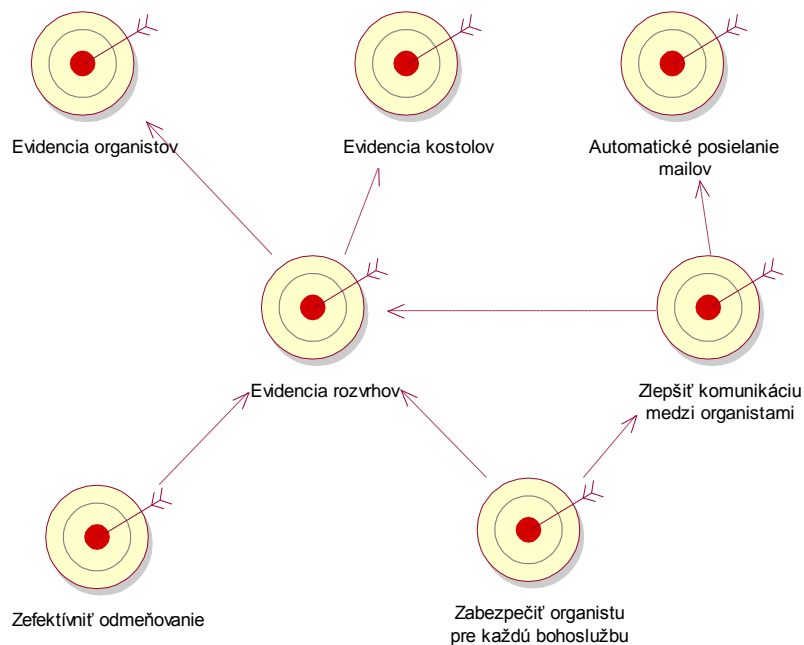 Evidencia organistov
Evidencia kostolov
Automatické posielanie
mailov
Evidencia rozvrhov
Zlepšiť komunikáciu
medzi organistami
Zefektívniť odmeňovanie
Zabezpečiť organistu
pre každú bohoslužbu